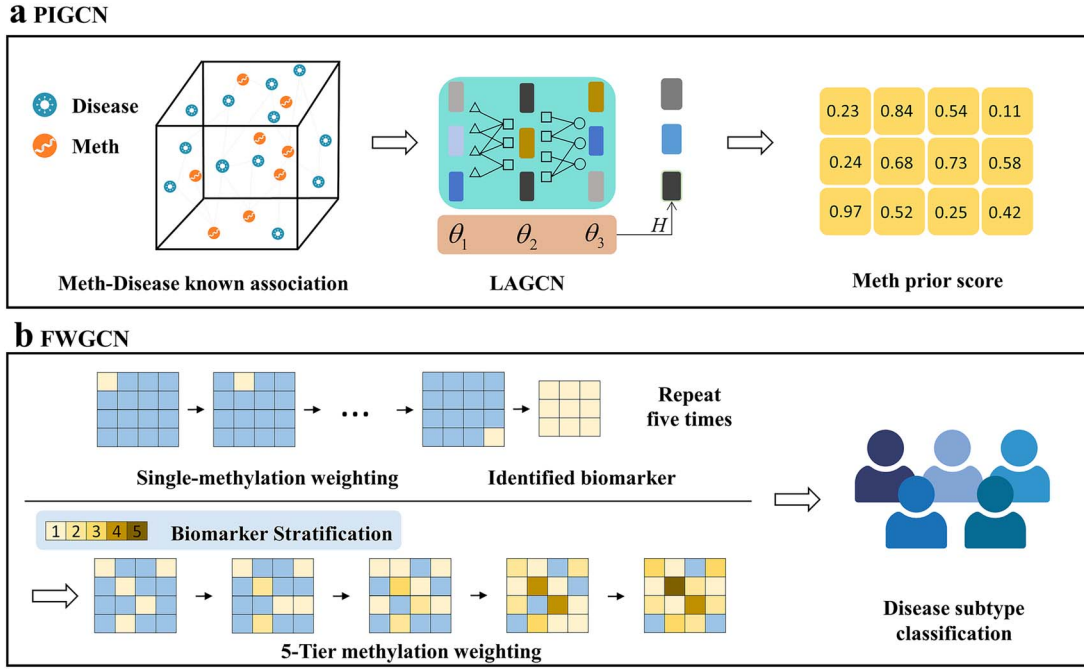 a PIGCN
Disease
Meth
Meth-Disease known association
θ1 θ2 θ3
H
LAGCN
0.23 0.84 0.54 0.11
0.24 0.68 0.73 0.58
0.97 0.52 0.25 0.42
Meth prior score
b FWGCN
...
Repeat
five times
Single-methylation weighting
Identified biomarker
1 2 3 4 5
Biomarker Stratification
5-Tier methylation weighting
Disease subtype
classification